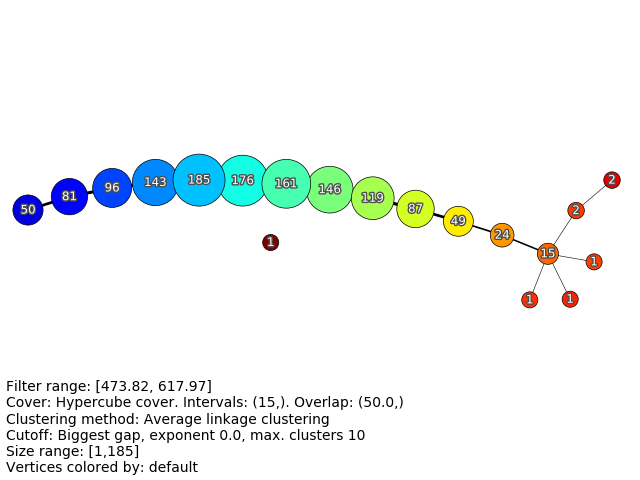 50 81 96 143 185 176 161 146 119 87 49 24 15 2 2 1 1 1
1
Filter range: [473.82, 617.97]
Cover: Hypercube cover. Intervals: (15,). Overlap: (50.0,)
Clustering method: Average linkage clustering
Cutoff: Biggest gap, exponent 0.0, max. clusters 10
Size range: [1,185]
Vertices colored by: default